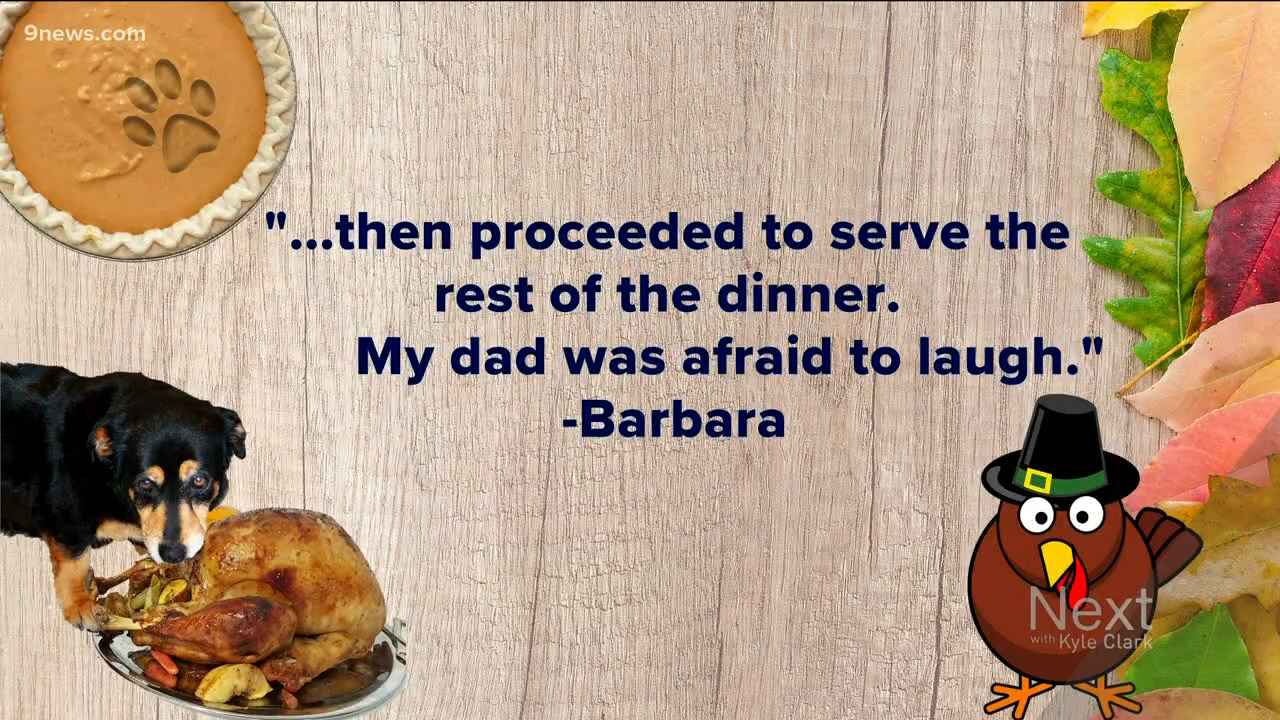 9news.com
"...then proceeded to serve the
rest of the dinner.
My dad was afraid to laugh."
-Barbara
Next
with Kyle Clark